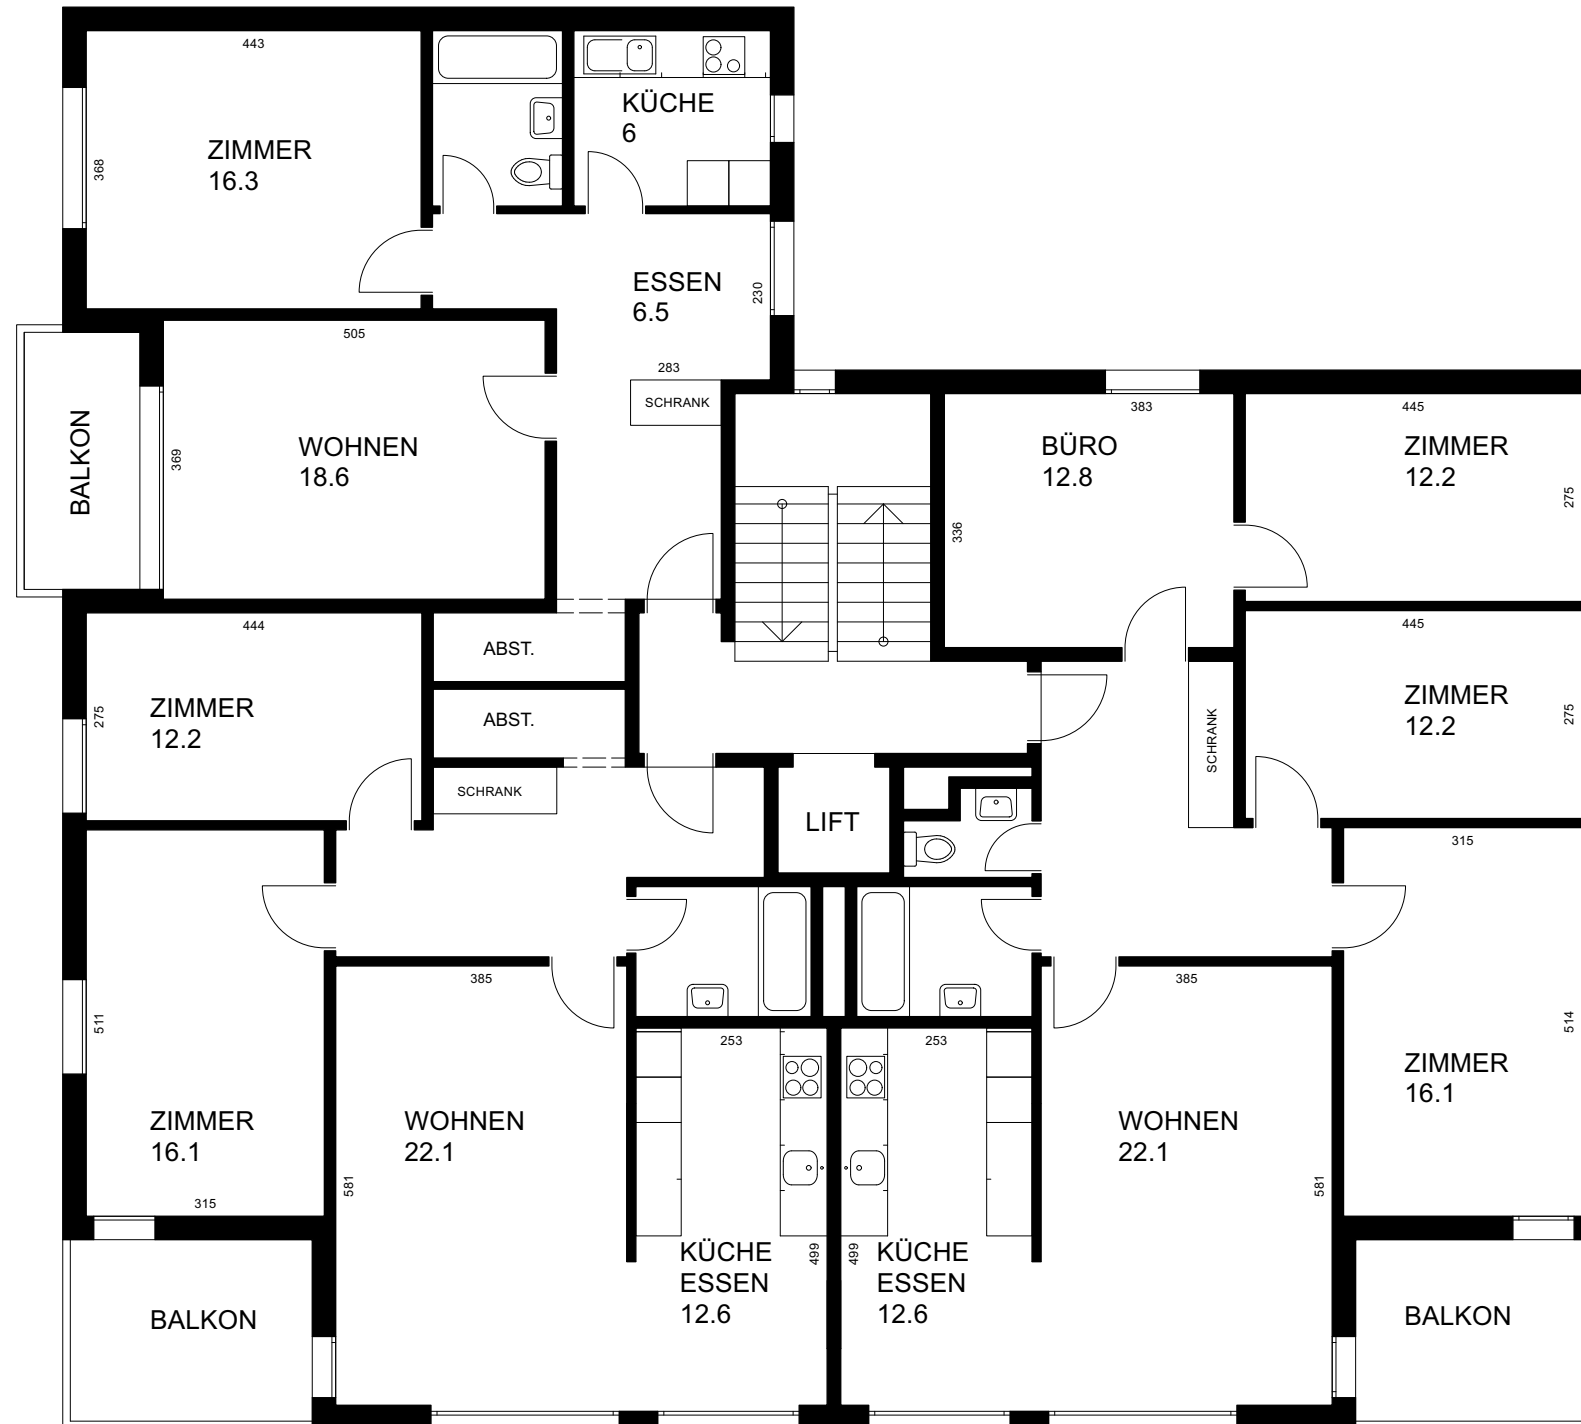 443
KÜCHE
6
ZIMMER
16.3
368
ESSEN
6.5
230
505
283
SCHRANK
BALKON
WOHNEN
18.6
369
383
BÜRO
12.8
336
445
ZIMMER
12.2
275
444
ABST.
ZIMMER
12.2
275
ABST.
SCHRANK
445
ZIMMER
12.2
275
SCHRANK
LIFT
315
385
385
511
253
253
514
ZIMMER
16.1
WOHNEN
22.1
WOHNEN
22.1
ZIMMER
16.1
315
581
581
KÜCHE
ESSEN
12.6
499
499
KÜCHE
ESSEN
12.6
BALKON
BALKON